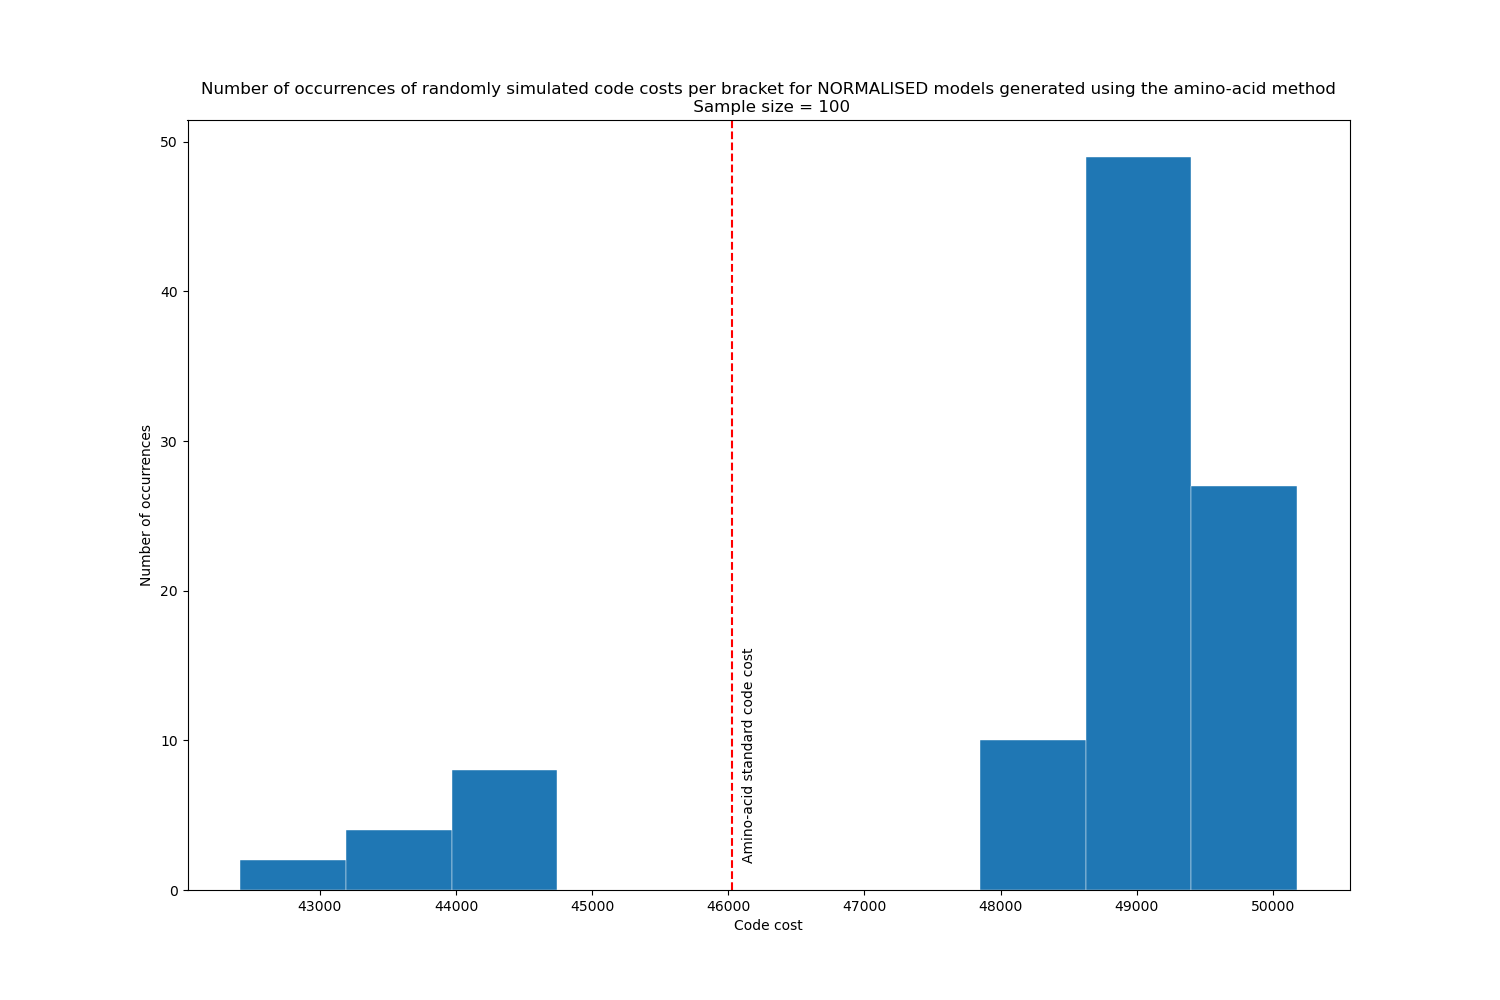 Number of occurrences of randomly simulated code costs per bracket for NORMALISED models generated using the amino-acid method
Sample size = 100
50
40
30
20
10
0
Number of occurrences
Amino-acid standard code cost
43000 44000 45000 46000 47000 48000 49000 50000
Code cost